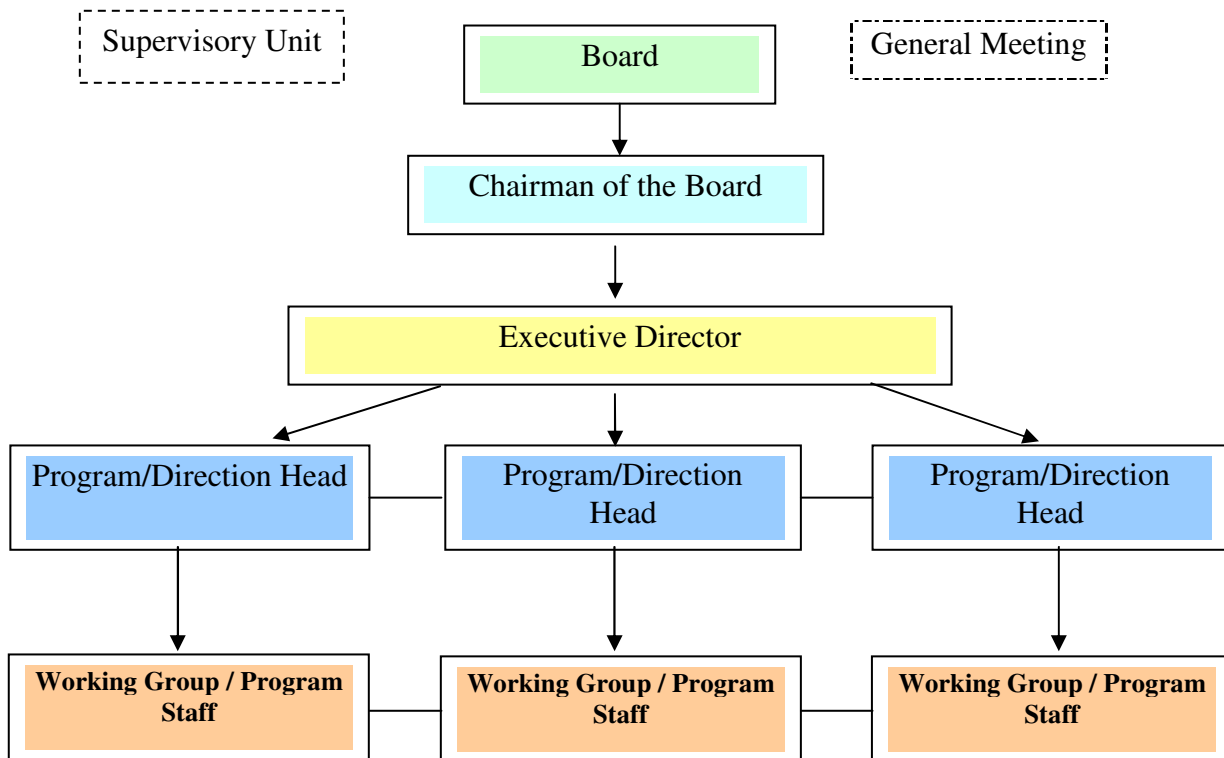 Supervisory Unit
Board
General Meeting
Chairman of the Board
Executive Director
Program/Direction Head
Program/Direction
Head
Program/Direction
Head
Working Group / Program
Staff
Working Group / Program
Staff
Working Group / Program
Staff